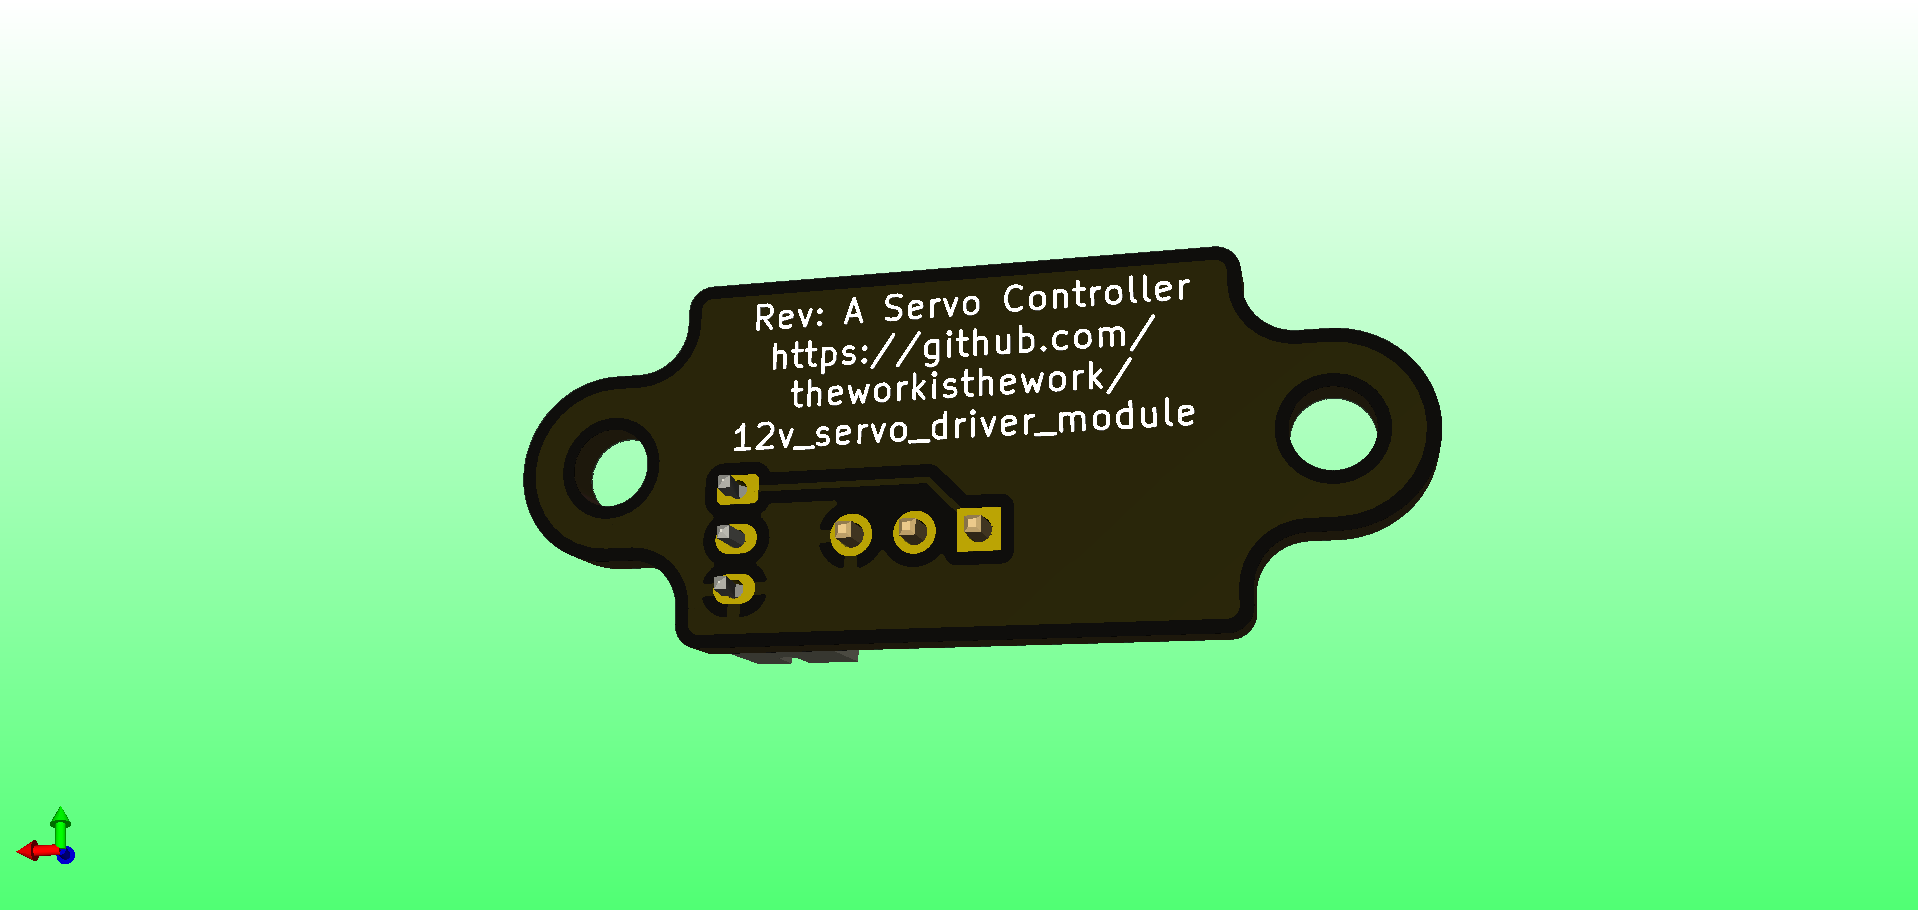 Rev: A Servo Controller
https://github.com/
theworkisthework/
12v_servo_driver_module